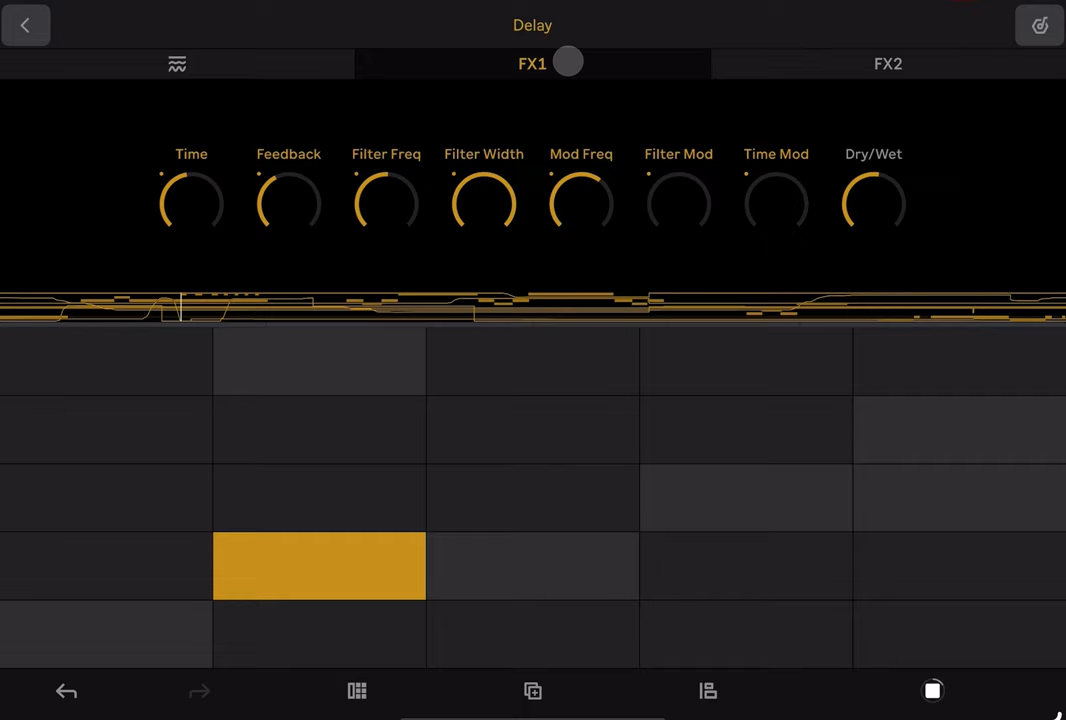 Delay
FX1
FX2
Time
Feedback
Filter Freq
Filter Width
Mod Freq
Filter Mod
Time Mod
Dry/Wet